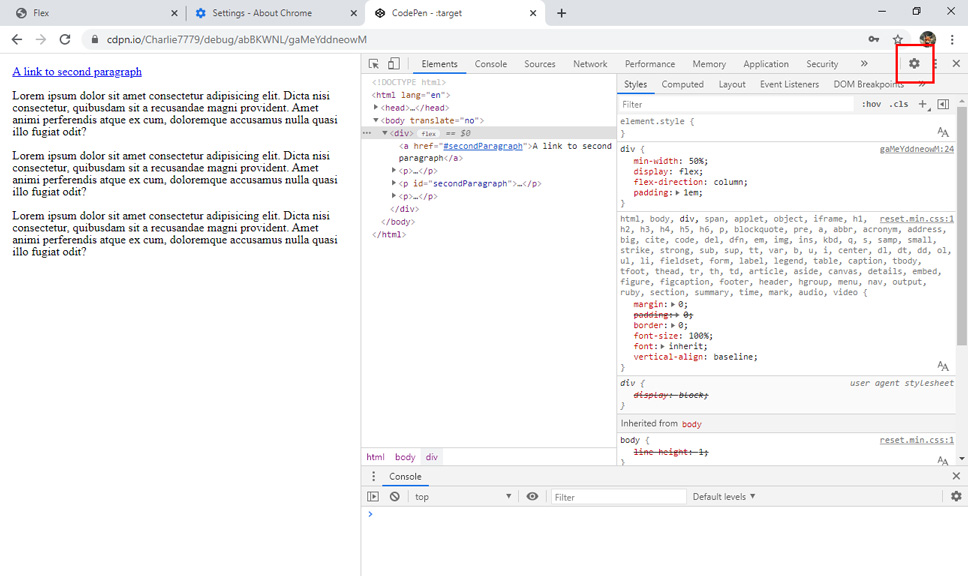 Flex
Settings - About Chrome
CodePen - :target
cdpn.io/Charlie7779/debug/abBKWNL/gaMeYddneowM
A link to second paragraph
Lorem ipsum dolor sit amet consectetur adipisicing elit. Dicta nisi
consectetur, quibusdam sit a recusandae magni provident. Amet
animi perferendis atque ex cum, doloremque accusamus nulla quasi
illo fugiat odit?
Lorem ipsum dolor sit amet consectetur adipisicing elit. Dicta nisi
consectetur, quibusdam sit a recusandae magni provident. Amet
animi perferendis atque ex cum, doloremque accusamus nulla quasi
illo fugiat odit?
Lorem ipsum dolor sit amet consectetur adipisicing elit. Dicta nisi
consectetur, quibusdam sit a recusandae magni provident. Amet
animi perferendis atque ex cum, doloremque accusamus nulla quasi
illo fugiat odit?
Elements Console Sources Network Performance Memory Application Security »
<!DOCTYPE html>
<html lang="en">
<head>…</head>
<body translate="no">
<div> flex == $0
<a href="#secondParagraph">A link to second
paragraph</a>
<p>…</p>
<p id="secondParagraph">…</p>
<p>…</p>
</div>
</body>
</html>
html body div
Styles Computed Layout Event Listeners DOM Breakpoints »
Filter :hov .cls +
element.style {
}
div { gaMeYddneowM:24
min-width: 50%;
display: flex;
flex-direction: column;
padding: 1em;
}
html, body, div, span, applet, object, iframe, h1, reset.min.css:1
h2, h3, h4, h5, h6, p, blockquote, pre, a, abbr, acronym, address,
big, cite, code, del, dfn, em, img, ins, kbd, q, s, samp, small,
strike, strong, sub, sup, tt, var, b, u, i, center, dl, dt, dd, ol,
ul, li, fieldset, form, label, legend, table, caption, tbody,
tfoot, thead, tr, th, td, article, aside, canvas, details, embed,
figure, figcaption, footer, header, hgroup, menu, nav, output,
ruby, section, summary, time, mark, audio, video {
margin: 0;
padding: 0;
border: 0;
font-size: 100%;
font: inherit;
vertical-align: baseline;
}
div { user agent stylesheet
display: block;
}
Inherited from body
body { reset.min.css:1
line-height: 1;
}
Console
top Filter Default levels